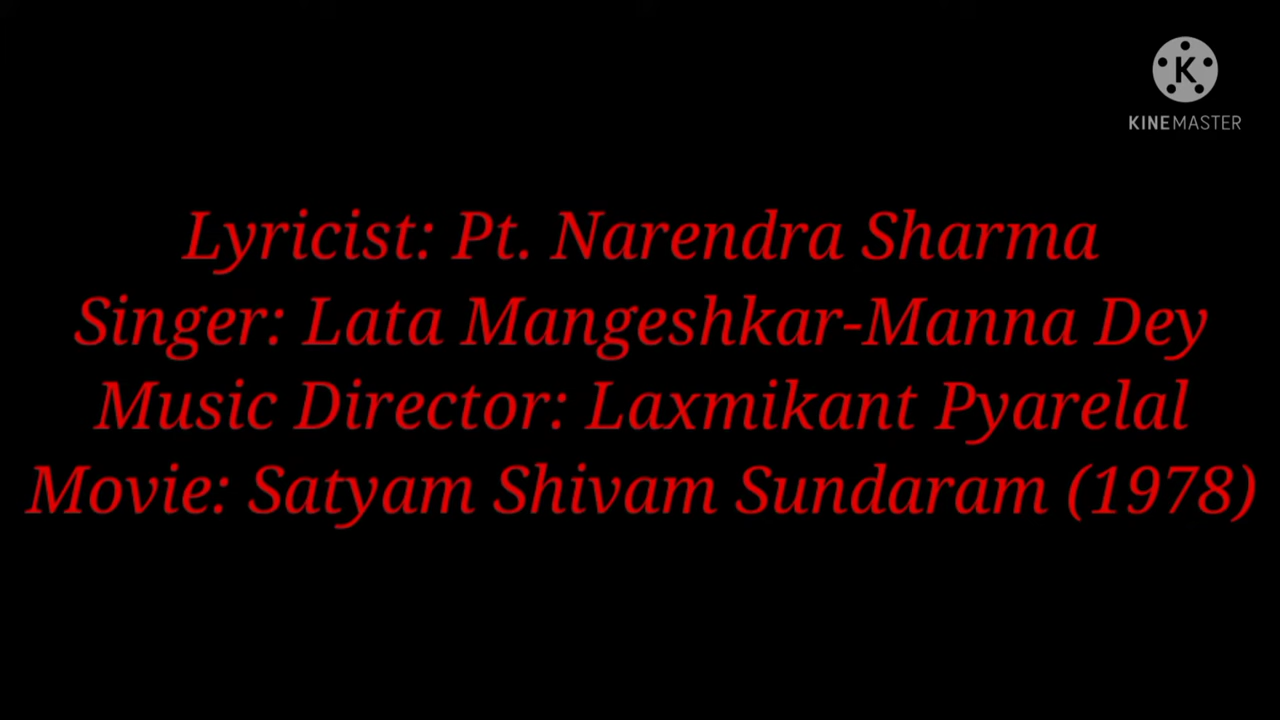 K
KINEMASTER
Lyricist: Pt. Narendra Sharma
Singer: Lata Mangeshkar-Manna Dey
Music Director: Laxmikant Pyarelal
Movie: Satyam Shivam Sundaram (1978)